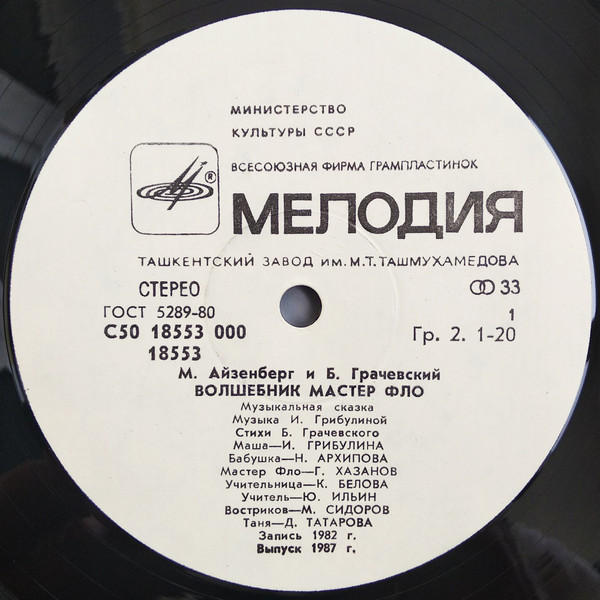 МИНИСТЕРСТВО
КУЛЬТУРЫ СССР
ВСЕСОЮЗНАЯ ФИРМА ГРАМПЛАСТИНОК
®
МЕЛОДИЯ
ТАШКЕНТСКИЙ ЗАВОД ИМ. М.Т. ТАШМУХАМЕДОВА
СТЕРЕО
33
ГОСТ 5289-80
1
С50 18553 000
Гр. 2. 1-20
18553
М. Айзенберг и Б. Грачевский
ВОЛШЕБНИК МАСТЕР ФЛО
Музыкальная сказка
Музыка И. Грибулиной
Стихи Б. Грачевского
Маша—И. ГРИБУЛИНА
Бабушка—Н. АРХИПОВА
Мастер Фло—Г. ХАЗАНОВ
Учительница—К. БЕЛОВА
Учитель—Ю. ИЛЬИН
Востриков—М. СИДОРОВ
Таня—Д. ТАТАРОВА
Запись 1982 г.
Выпуск 1987 г.